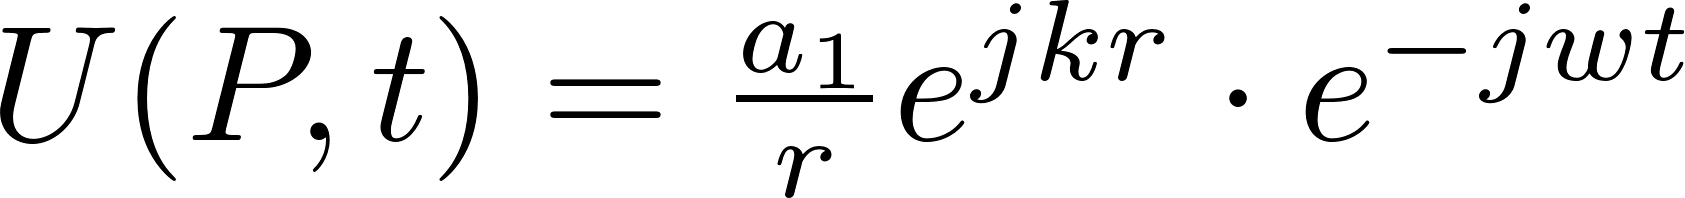 U(P,t) = \frac{a_1}{r} e^{jkr} \cdot e^{-jwt}